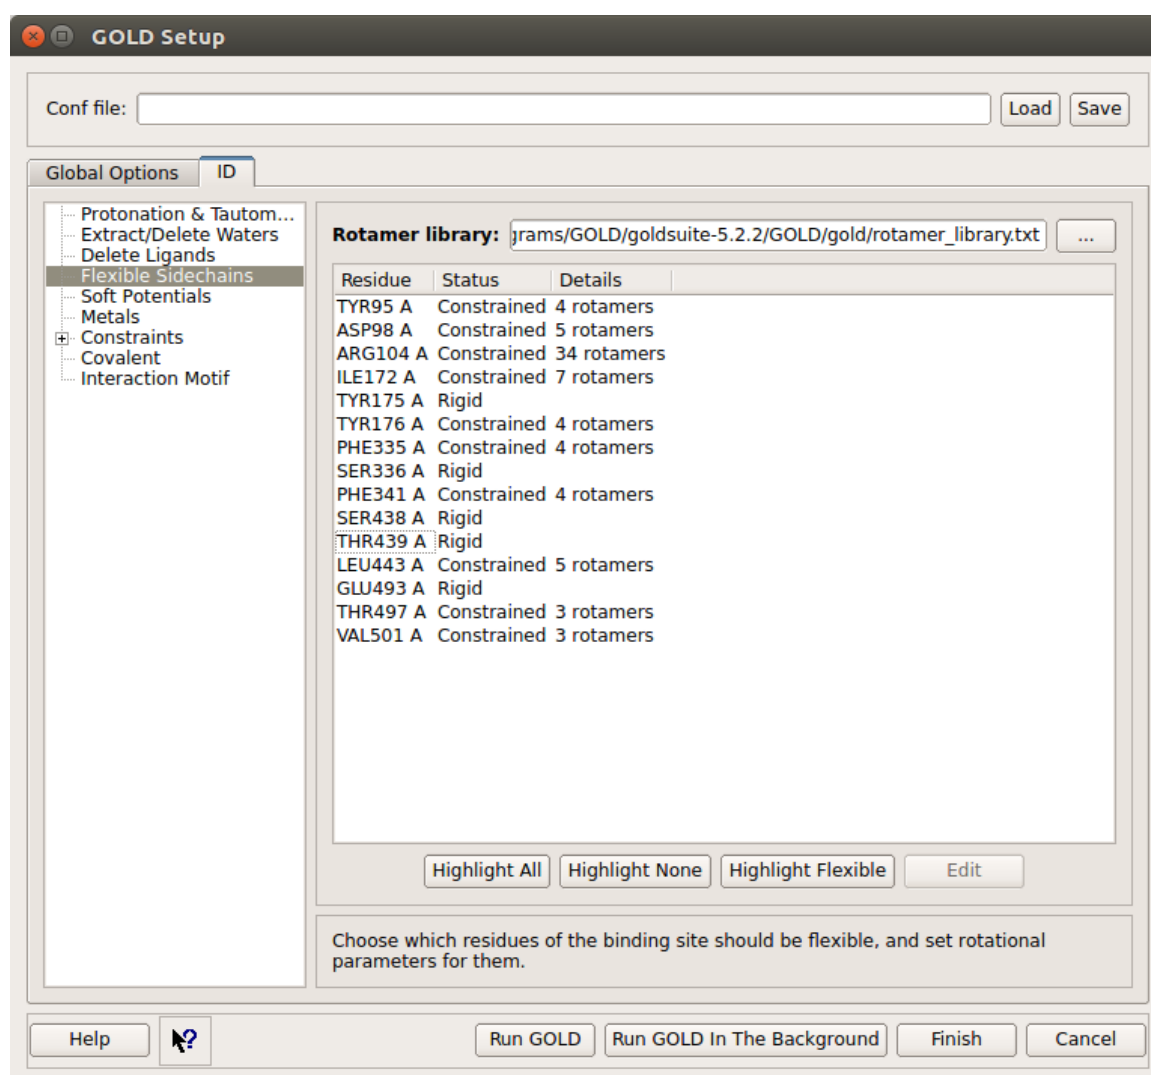 GOLD Setup
Conf file: Load Save
Global Options ID
Protonation & Tautom...
Extract/Delete Waters
Delete Ligands
Flexible Sidechains
Soft Potentials
Metals
Constraints
Covalent
Interaction Motif
Rotamer library: grams/GOLD/goldsuite-5.2.2/GOLD/gold/rotamer_library.txt ...
Residue Status Details
TYR95 A Constrained 4 rotamers
ASP98 A Constrained 5 rotamers
ARG104 A Constrained 34 rotamers
ILE172 A Constrained 7 rotamers
TYR175 A Rigid
TYR176 A Constrained 4 rotamers
PHE335 A Constrained 4 rotamers
SER336 A Rigid
PHE341 A Constrained 4 rotamers
SER438 A Rigid
THR439 A Rigid
LEU443 A Constrained 5 rotamers
GLU493 A Rigid
THR497 A Constrained 3 rotamers
VAL501 A Constrained 3 rotamers
Highlight All Highlight None Highlight Flexible Edit
Choose which residues of the binding site should be flexible, and set rotational
parameters for them.
Help ? Run GOLD Run GOLD In The Background Finish Cancel